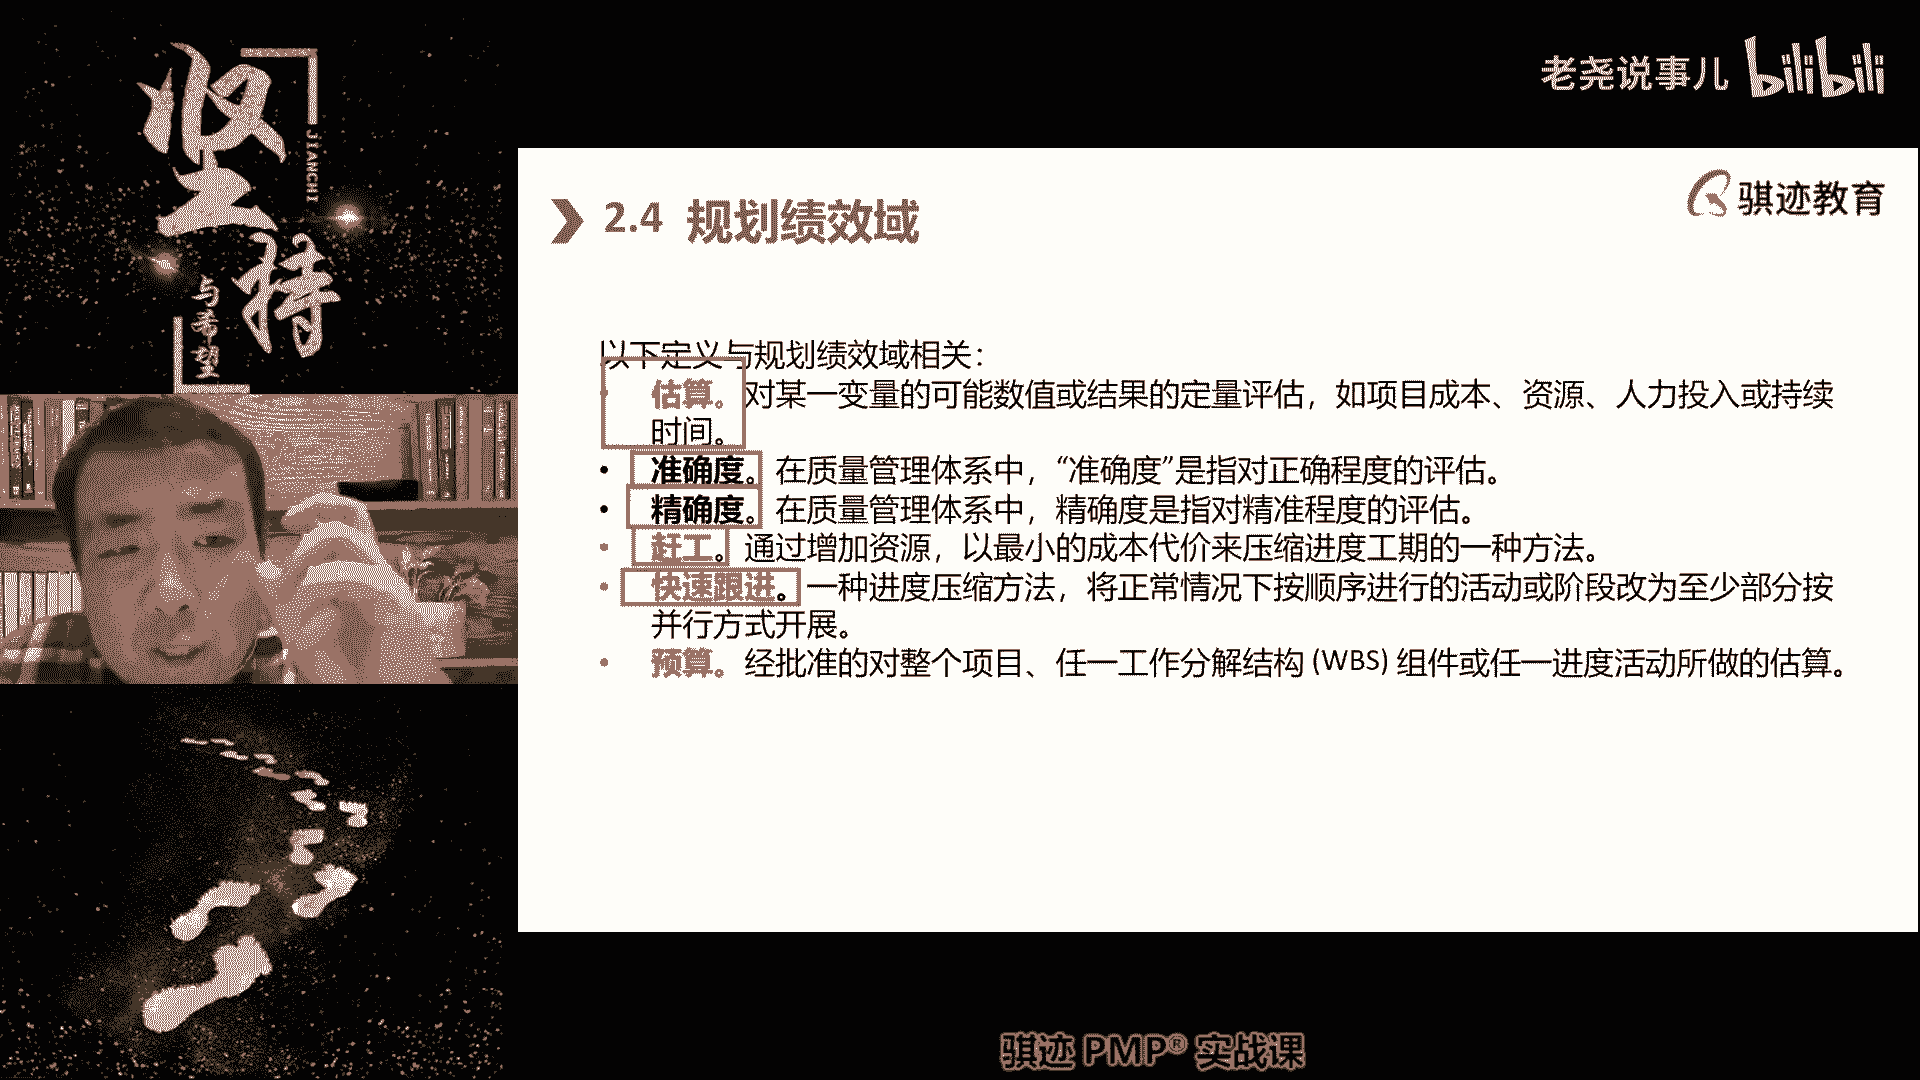 坚持
JIANCHI
与希望
老尧说事儿 bilibili
骐迹教育
2.4 规划绩效域
以下定义与规划绩效域相关：
• 估算。对某一变量的可能数值或结果的定量评估，如项目成本、资源、人力投入或持续
时间。
• 准确度。在质量管理体系中，“准确度”是指对正确程度的评估。
• 精确度。在质量管理体系中，精确度是指对精准程度的评估。
• 赶工。通过增加资源，以最小的成本代价来压缩进度工期的一种方法。
• 快速跟进。一种进度压缩方法，将正常情况下按顺序进行的活动或阶段改为至少部分按
并行方式开展。
• 预算。经批准的对整个项目、任一工作分解结构 (WBS) 组件或任一进度活动所做的估算。
骐迹 PMP® 实战课